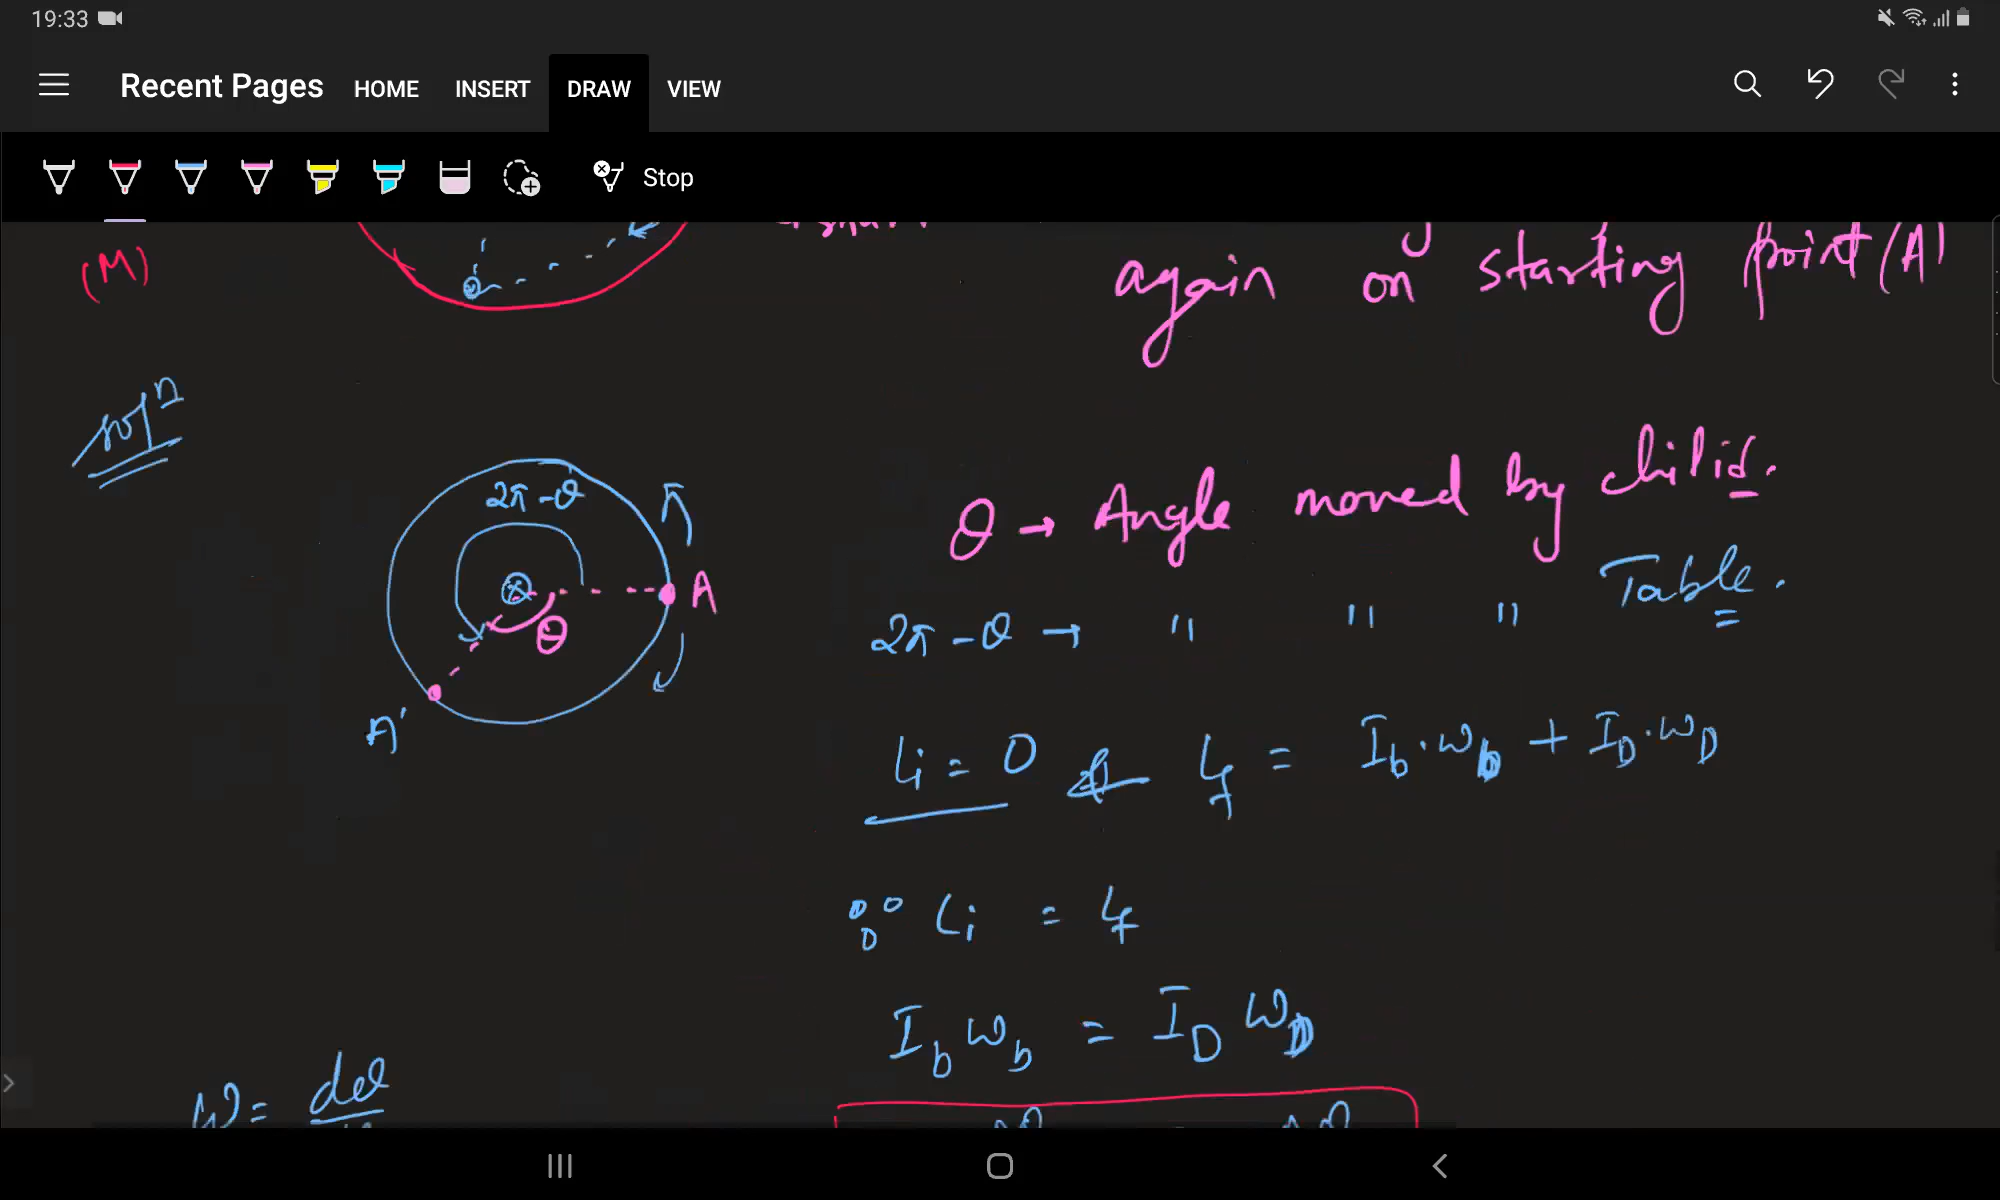 19:33
Recent Pages HOME INSERT DRAW VIEW
Stop
(M)
again on starting point (A)
solⁿ
2π-θ
A
θ
A'
θ → Angle moved by child.
2π-θ → " " " Table.
Li = 0 & Lf = I_b·ω_b + I_D·ω_D
∴ Li = Lf
I_b ω_b = I_D ω_D
ω = dθ